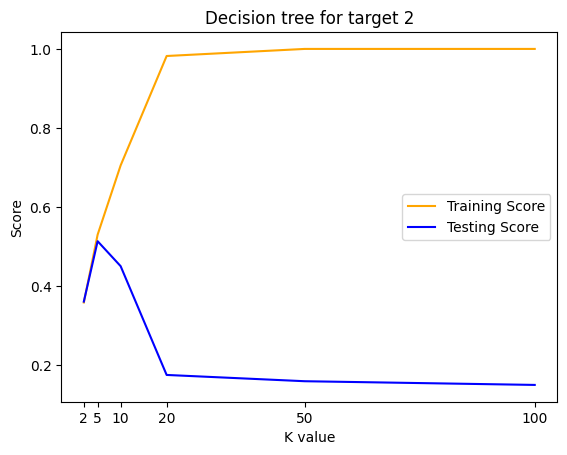 Decision tree for target 2
1.0
0.8
0.6
0.4
0.2
Score
Training Score
Testing Score
2 5 10 20 50 100
K value